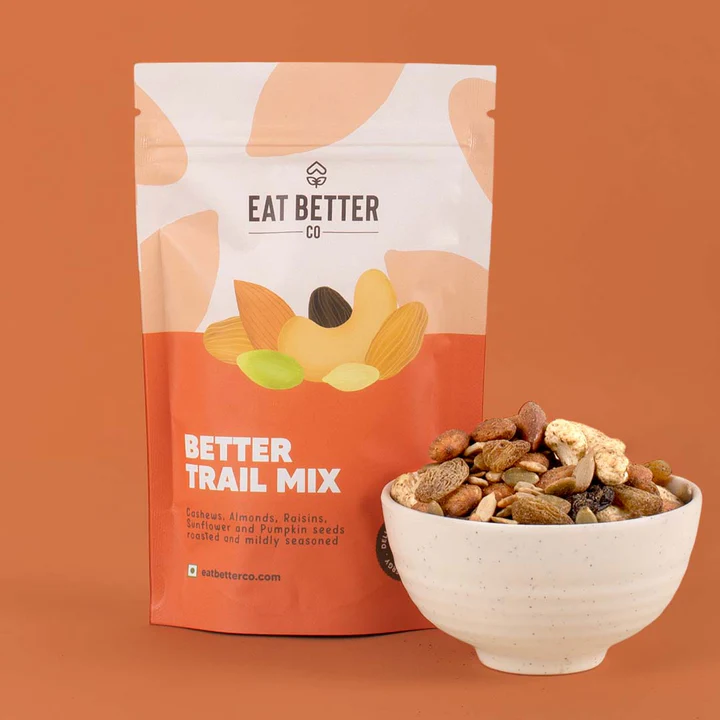 EAT BETTER
CO
BETTER
TRAIL MIX
Cashews, Almonds, Raisins,
Sunflower and Pumpkin seeds
roasted and mildly seasoned
eatbetterco.com